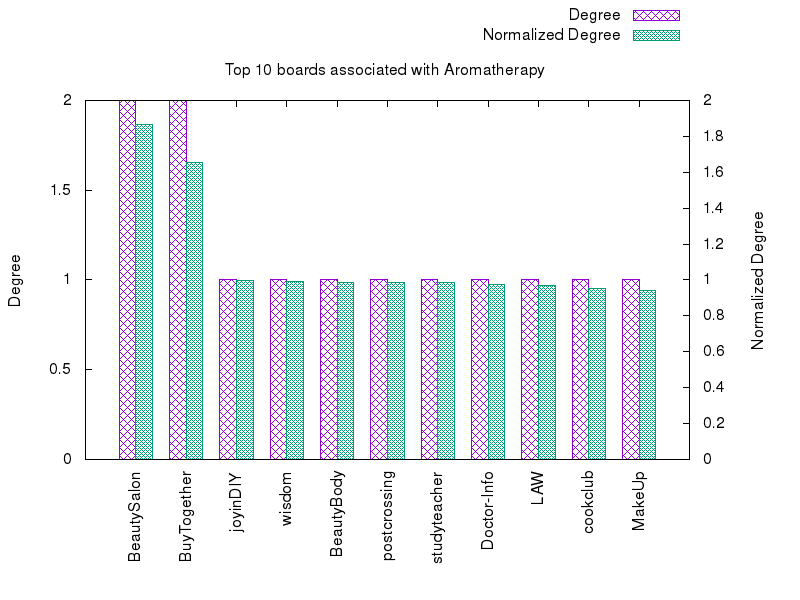 Degree
Normalized Degree
Top 10 boards associated with Aromatherapy
2
1.5
1
0.5
0
Degree
2
1.8
1.6
1.4
1.2
1
0.8
0.6
0.4
0.2
0
Normalized Degree
BeautySalon
BuyTogether
joyinDIY
wisdom
BeautyBody
postcrossing
studyteacher
Doctor-Info
LAW
cookclub
MakeUp